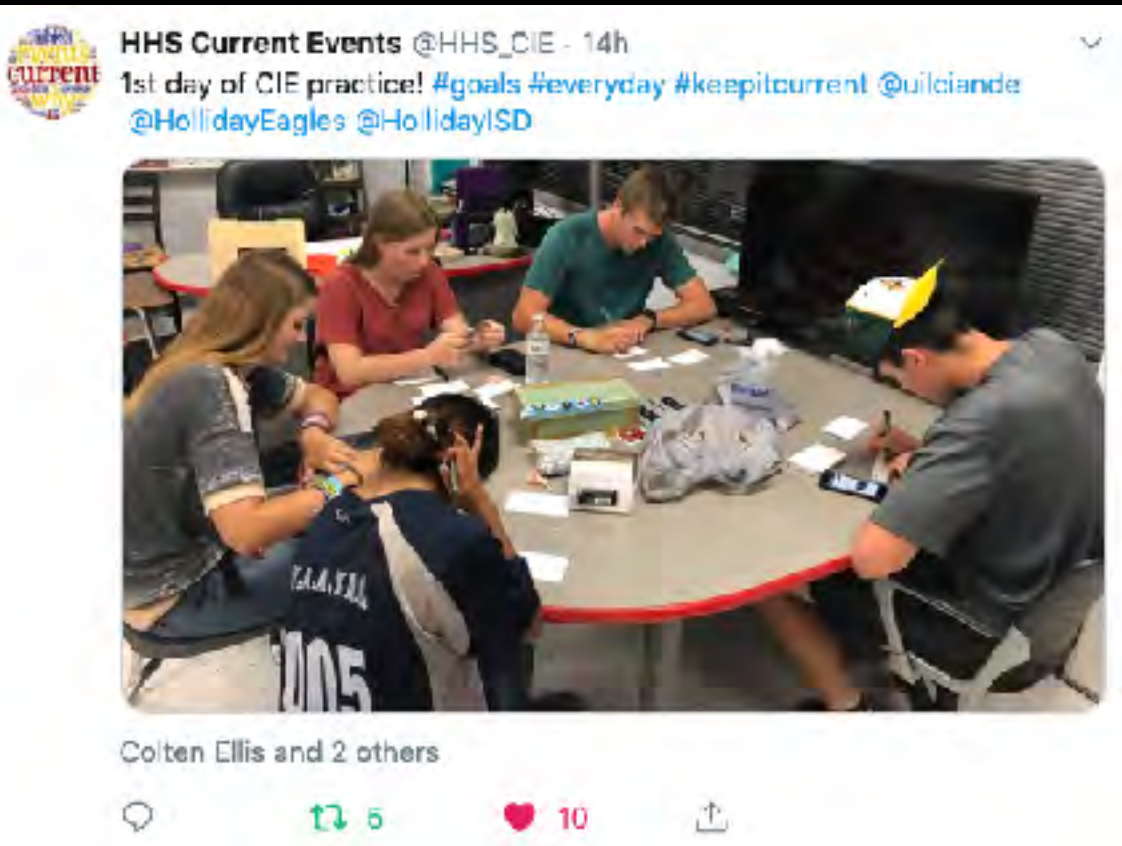 current
HHS Current Events @HHS_CIE · 14h
1st day of CIE practice! #goals #everyday #keepitcurrent @uilciande
@HollidayEagles @HollidayISD
Colten Ellis and 2 others
5 10